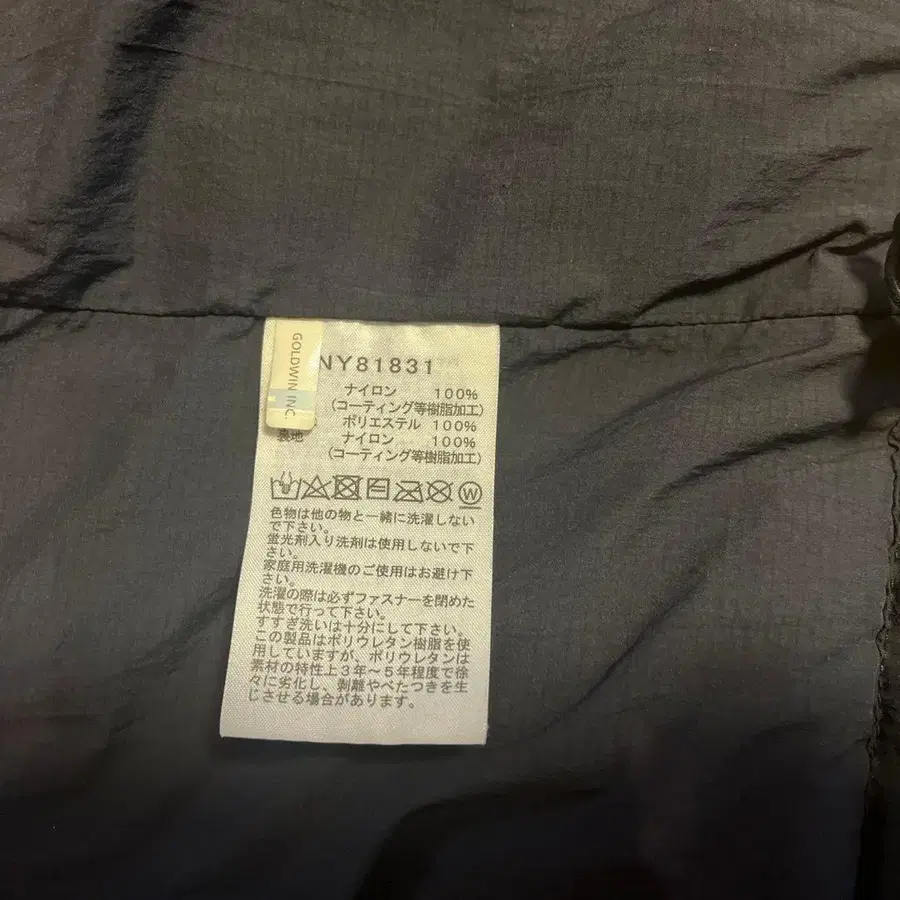 GOLDWIN INC.
NY81831
ナイロン 100%
(コーティング等樹脂加工)
ポリエステル 100%
裏地 ナイロン 100%
(コーティング等樹脂加工)
W
色物は他の物と一緒に洗濯しない
で下さい。
蛍光剤入り洗剤は使用しないで下
さい。
家庭用洗濯機のご使用はお避け下
さい。
洗濯の際は必ずファスナーを閉めた
状態で行って下さい。
すすぎ洗いは十分にして下さい。
この製品はポリウレタン樹脂を使
用していますが、ポリウレタンは
素材の特性上3年~5年程度で徐
々に劣化し、剥離やべたつきを生
じさせる場合があります。